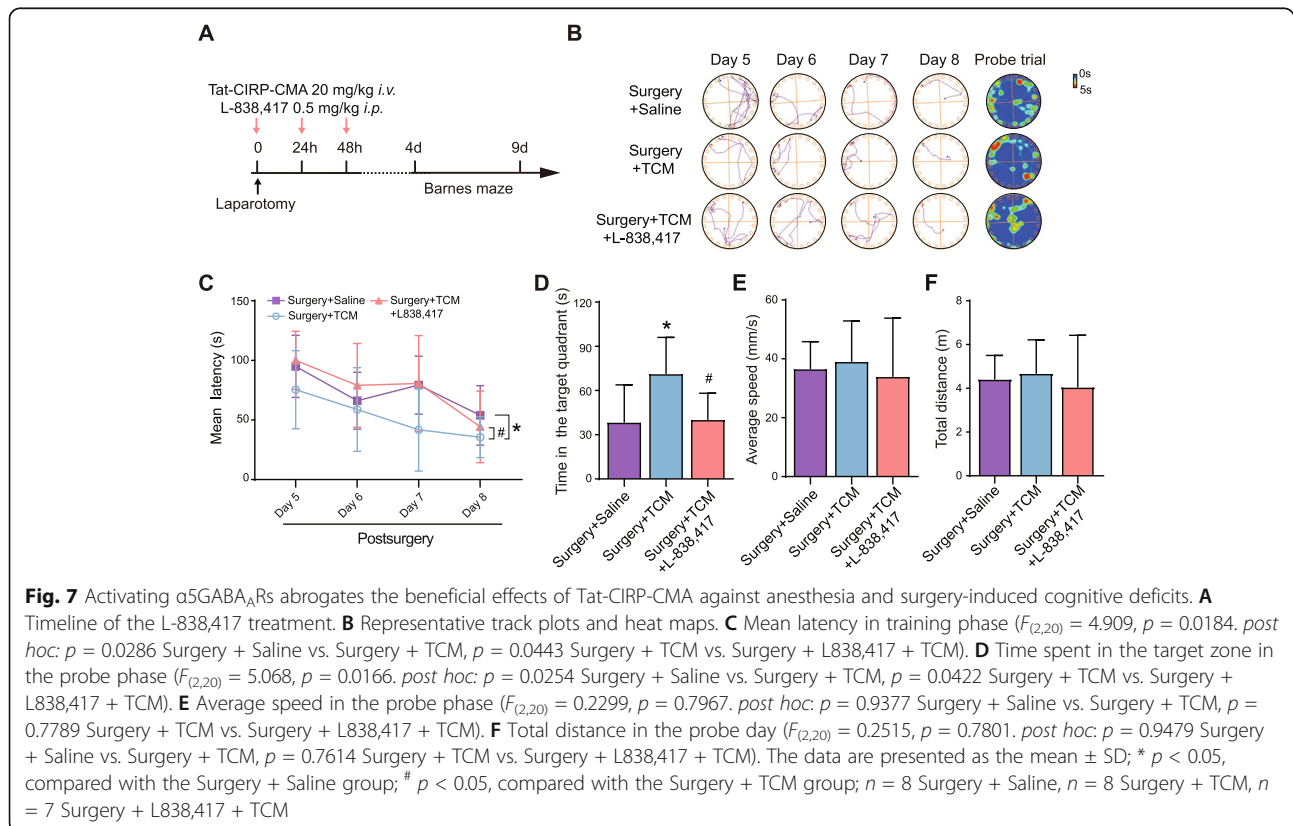 A
Tat-CIRP-CMA 20 mg/kg i.v.
L-838,417 0.5 mg/kg i.p.
0 24h 48h 4d 9d
Barnes maze
Laparotomy
B
Day 5 Day 6 Day 7 Day 8 Probe trial
0s
5s
Surgery
+Saline
Surgery
+TCM
Surgery+TCM
+L-838,417
C
Surgery+Saline
Surgery+TCM
Surgery+TCM
+L838,417
Mean latency (s)
150
100
50
0
# *
Day 5 Day 6 Day 7 Day 8
Postsurgery
D
Time in the target quadrant (s)
120
90
60
30
0
*
#
Surgery+Saline
Surgery+TCM
Surgery+TCM
+L-838,417
E
Average speed (mm/s)
60
40
20
0
Surgery+Saline
Surgery+TCM
Surgery+TCM
+L-838,417
F
Total distance (m)
8
6
4
2
0
Surgery+Saline
Surgery+TCM
Surgery+TCM
+L-838,417
Fig. 7 Activating α5GABAARs abrogates the beneficial effects of Tat-CIRP-CMA against anesthesia and surgery-induced cognitive deficits. A
Timeline of the L-838,417 treatment. B Representative track plots and heat maps. C Mean latency in training phase (F(2,20) = 4.909, p = 0.0184. post
hoc: p = 0.0286 Surgery + Saline vs. Surgery + TCM, p = 0.0443 Surgery + TCM vs. Surgery + L838,417 + TCM). D Time spent in the target zone in
the probe phase (F(2,20) = 5.068, p = 0.0166. post hoc: p = 0.0254 Surgery + Saline vs. Surgery + TCM, p = 0.0422 Surgery + TCM vs. Surgery +
L838,417 + TCM). E Average speed in the probe phase (F(2,20) = 0.2299, p = 0.7967. post hoc: p = 0.9377 Surgery + Saline vs. Surgery + TCM, p =
0.7789 Surgery + TCM vs. Surgery + L838,417 + TCM). F Total distance in the probe day (F(2,20) = 0.2515, p = 0.7801. post hoc: p = 0.9479 Surgery
+ Saline vs. Surgery + TCM, p = 0.7614 Surgery + TCM vs. Surgery + L838,417 + TCM). The data are presented as the mean ± SD; * p < 0.05,
compared with the Surgery + Saline group; # p < 0.05, compared with the Surgery + TCM group; n = 8 Surgery + Saline, n = 8 Surgery + TCM, n
= 7 Surgery + L838,417 + TCM